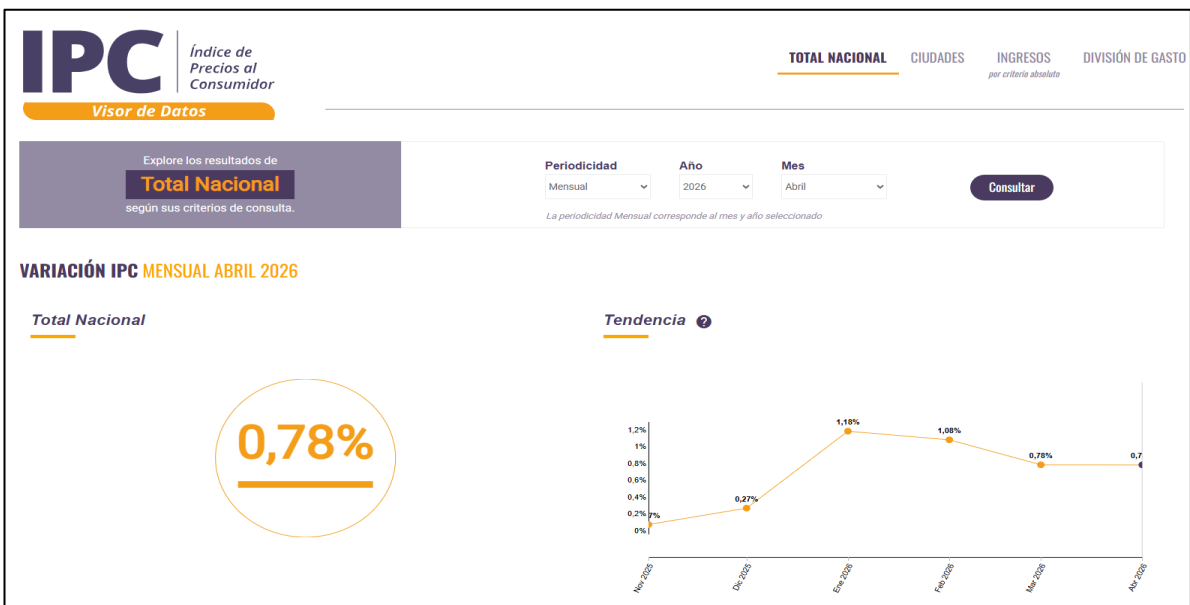 IPC
Índice de
Precios al
Consumidor
Visor de Datos
TOTAL NACIONAL
CIUDADES
INGRESOS
por criterio absoluto
DIVISIÓN DE GASTO
Explore los resultados de
Total Nacional
según sus criterios de consulta.
Periodicidad
Año
Mes
Mensual
2026
Abril
Consultar
La periodicidad Mensual corresponde al mes y año seleccionado
VARIACIÓN IPC MENSUAL ABRIL 2026
Total Nacional
Tendencia ?
0,78%
1,2%
1%
0,8%
0,6%
0,4%
0,2%
0%
7%
0,27%
1,18%
1,08%
0,78%
0,7
Nov 2025
Dic 2025
Ene 2026
Feb 2026
Mar 2026
Abr 2026